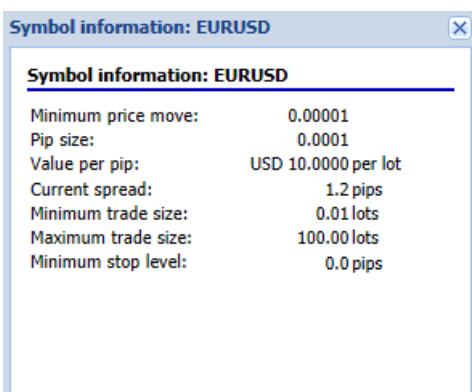 Symbol information: EURUSD
Symbol information: EURUSD
Minimum price move: 0.00001
Pip size: 0.0001
Value per pip: USD 10.0000 per lot
Current spread: 1.2 pips
Minimum trade size: 0.01 lots
Maximum trade size: 100.00 lots
Minimum stop level: 0.0 pips